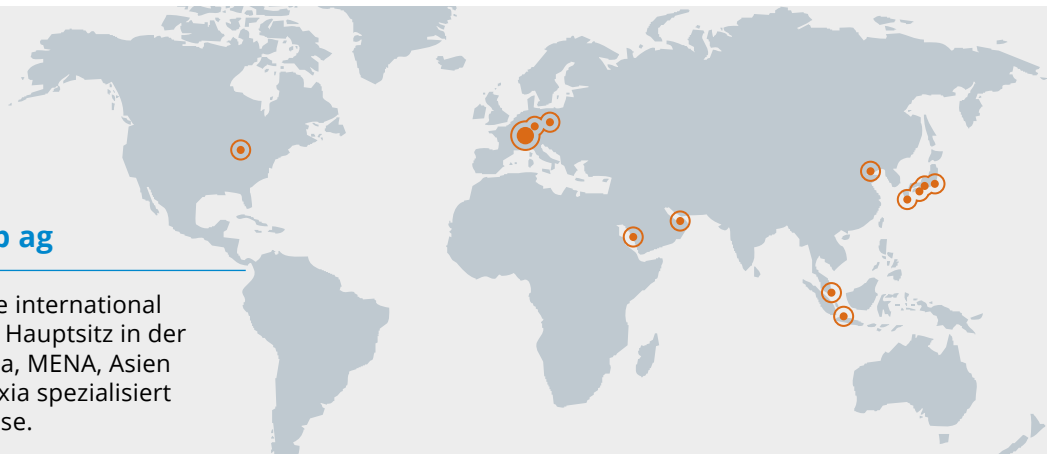 ag
e international
Hauptsitz in der
a, MENA, Asien
xia spezialisiert
se.